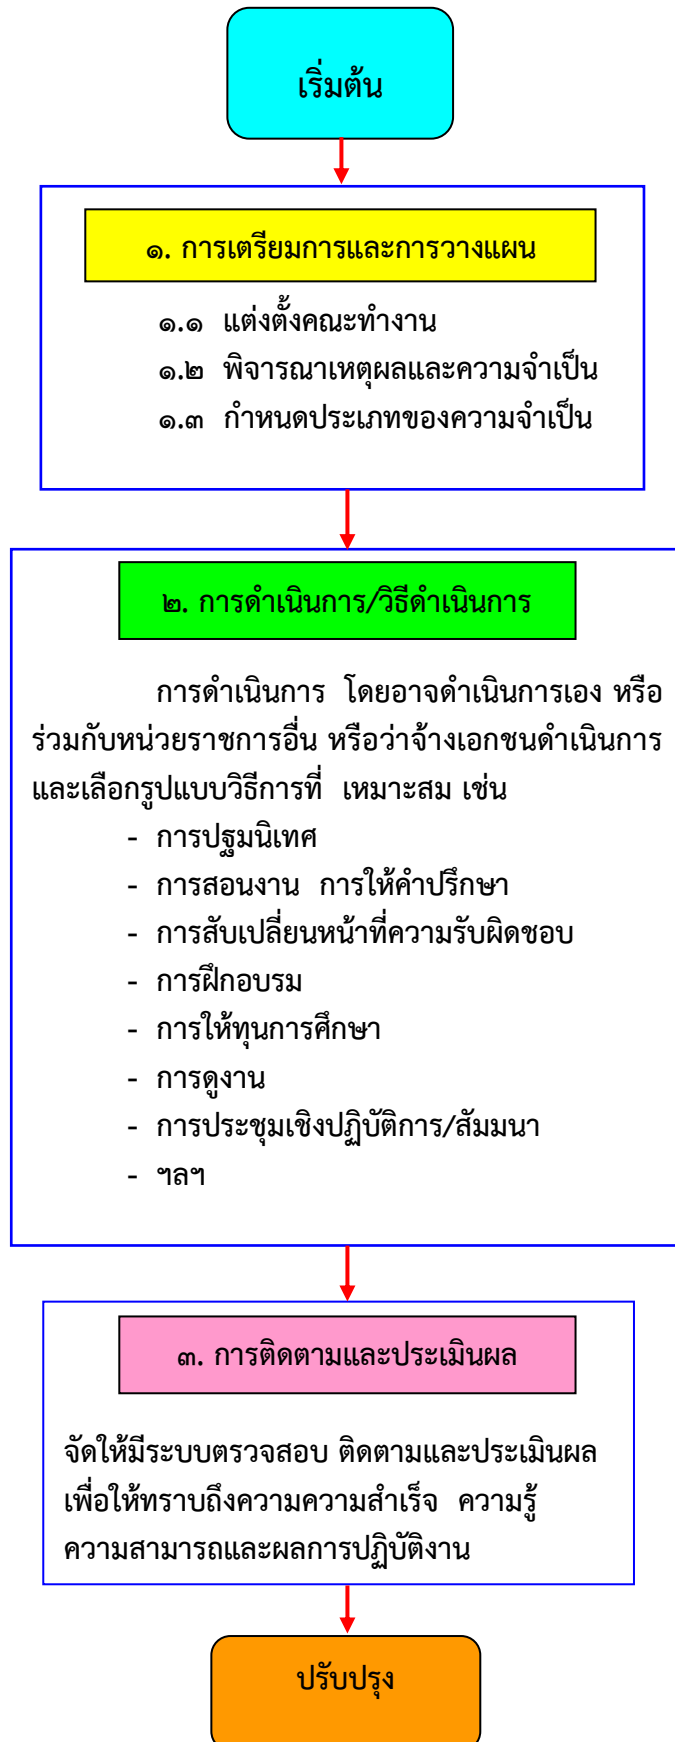 เริ่มต้น
๑. การเตรียมการและการวางแผน
๑.๑ แต่งตั้งคณะทำงาน
๑.๒ พิจารณาเหตุผลและความจำเป็น
๑.๓ กำหนดประเภทของความจำเป็น
๒. การดำเนินการ/วิธีดำเนินการ
การดำเนินการ โดยอาจดำเนินการเอง หรือ
ร่วมกับหน่วยราชการอื่น หรือว่าจ้างเอกชนดำเนินการ
และเลือกรูปแบบวิธีการที่ เหมาะสม เช่น
- การปฐมนิเทศ
- การสอนงาน การให้คำปรึกษา
- การสับเปลี่ยนหน้าที่ความรับผิดชอบ
- การฝึกอบรม
- การให้ทุนการศึกษา
- การดูงาน
- การประชุมเชิงปฏิบัติการ/สัมมนา
- ฯลฯ
๓. การติดตามและประเมินผล
จัดให้มีระบบตรวจสอบ ติดตามและประเมินผล
เพื่อให้ทราบถึงความความสำเร็จ ความรู้
ความสามารถและผลการปฏิบัติงาน
ปรับปรุง